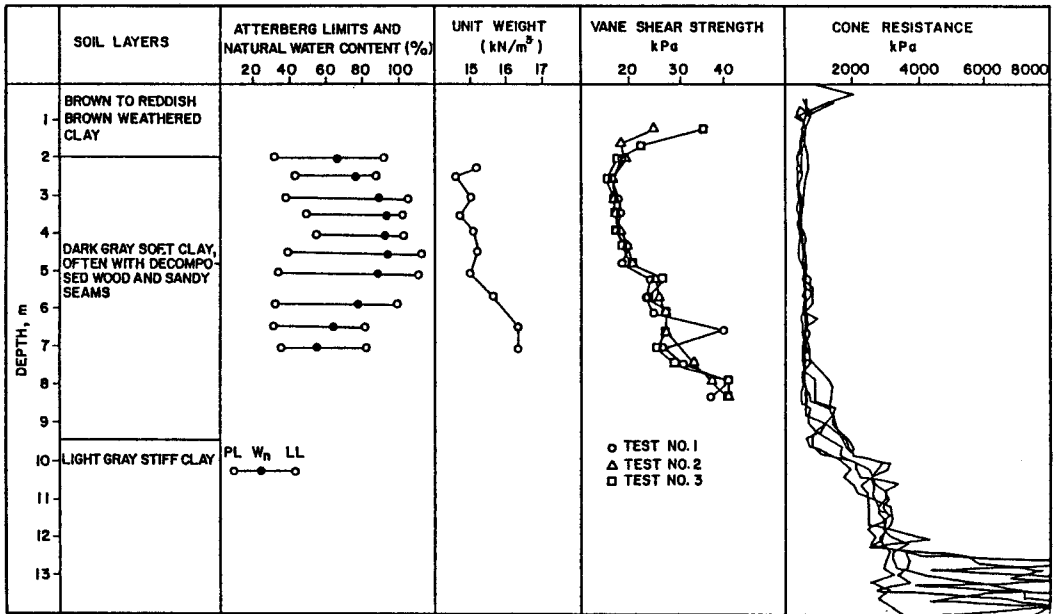 SOIL LAYERS
ATTERBERG LIMITS AND
NATURAL WATER CONTENT (%)
20 40 60 80 100
UNIT WEIGHT
(kN/m³)
15 16 17
VANE SHEAR STRENGTH
kPa
20 30 40
CONE RESISTANCE
kPa
2000 4000 8000
DEPTH, m
1
2
3
4
5
6
7
8
9
10
11
12
13
BROWN TO REDDISH
BROWN WEATHERED
CLAY
DARK GRAY SOFT CLAY,
OFTEN WITH DECOMPO-
SED WOOD AND SANDY
SEAMS
LIGHT GRAY STIFF CLAY
PL Wn LL
TEST NO. 1
TEST NO. 2
TEST NO. 3